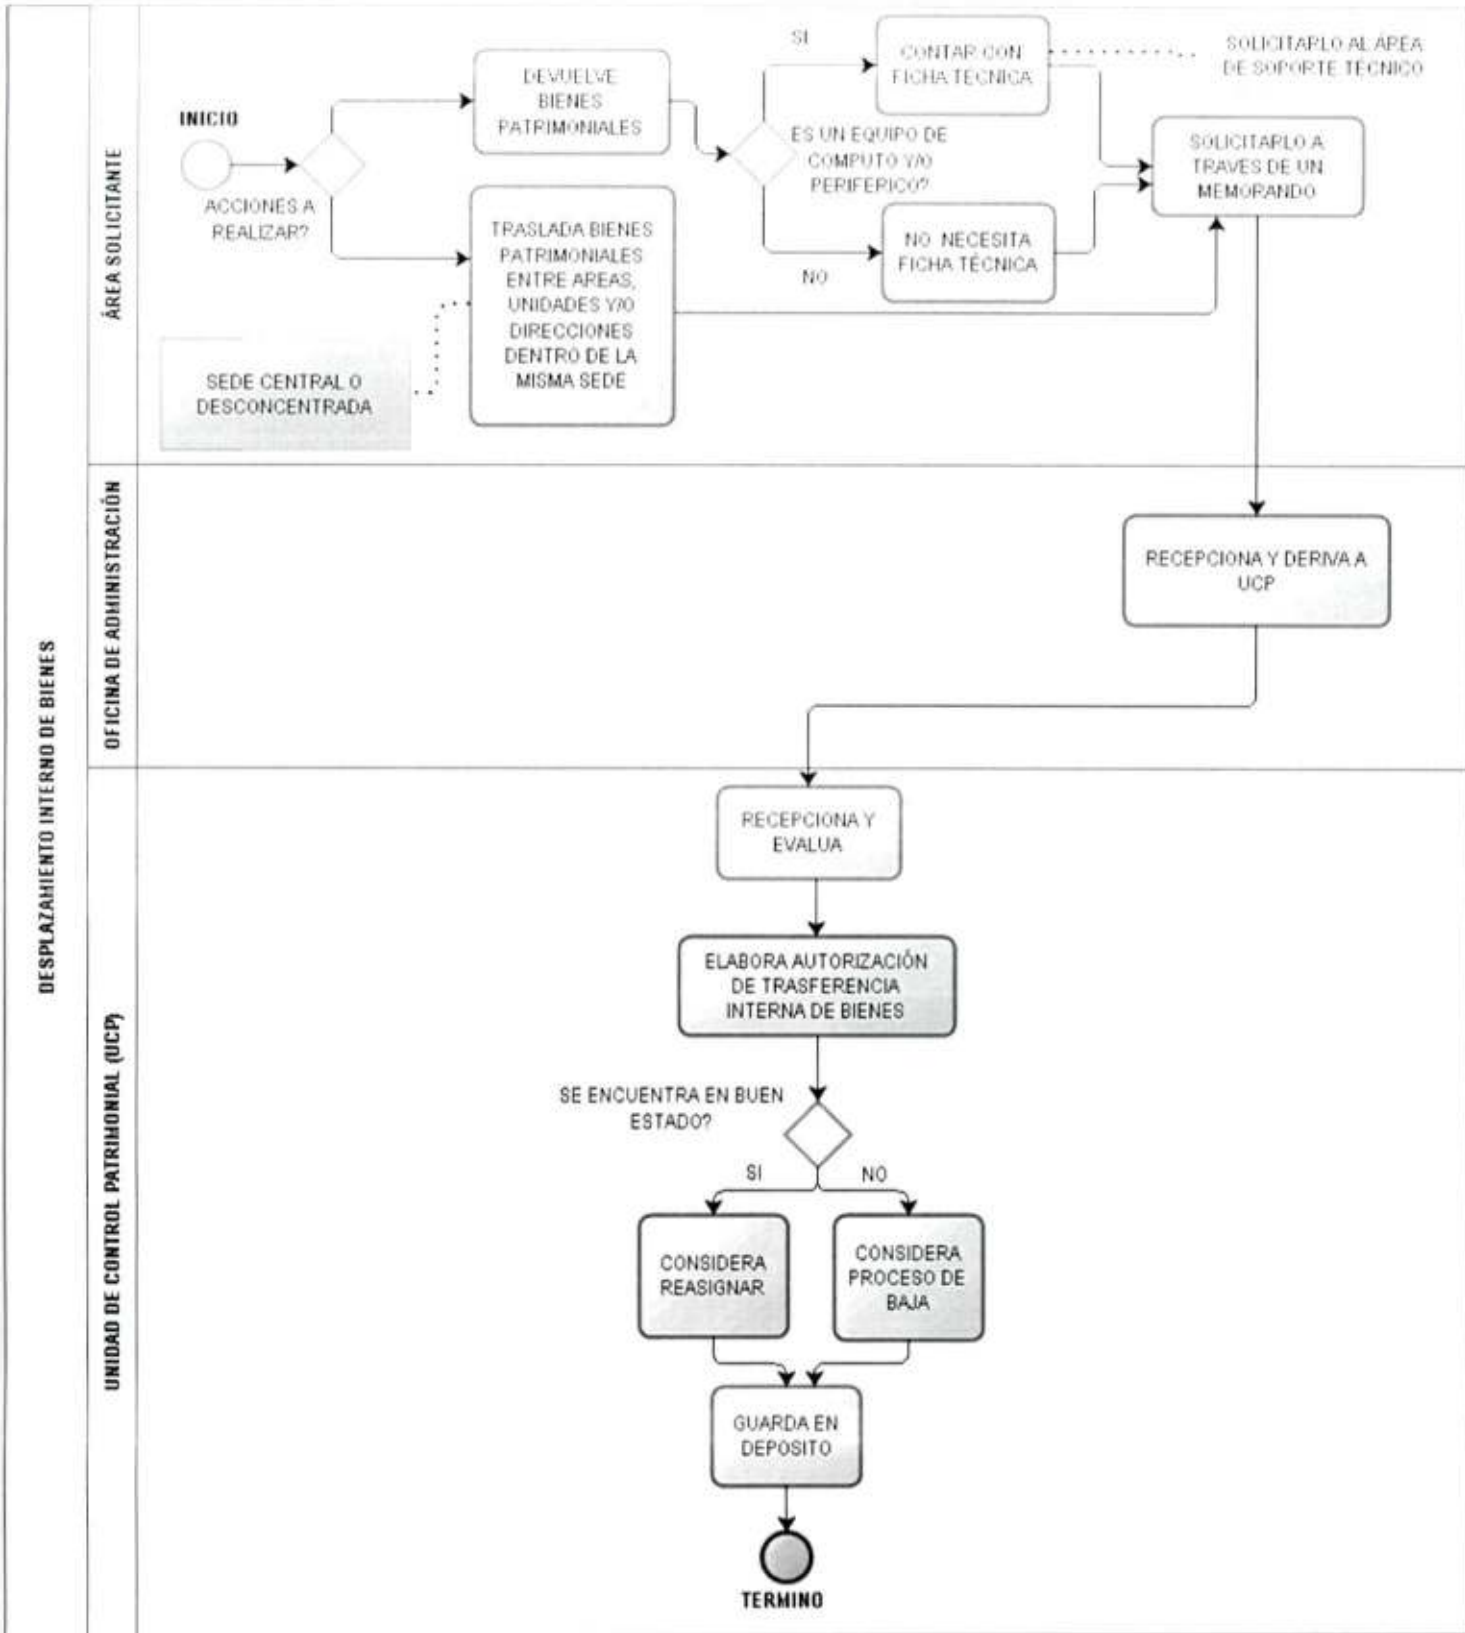 DESPLAZAMIENTO INTERNO DE BIENES
ÁREA SOLICITANTE
INICIO
ACCIONES A
REALIZAR?
DEVUELVE
BIENES
PATRIMONIALES
TRASLADA BIENES
PATRIMONIALES
ENTRE AREAS,
UNIDADES Y/O
DIRECCIONES
DENTRO DE LA
MISMA SEDE
SEDE CENTRAL O
DESCONCENTRADA
ES UN EQUIPO DE
COMPUTO Y/O
PERIFERICO?
SI
CONTAR CON
FICHA TECNICA
SOLICITARLO AL ÁREA
DE SOPORTE TÉCNICO
NO
NO NECESITA
FICHA TÉCNICA
SOLICITARLO A
TRAVES DE UN
MEMORANDO
OFICINA DE ADMINISTRACIÓN
RECEPCIONA Y DERIVA A
UCP
UNIDAD DE CONTROL PATRIMONIAL (UCP)
RECEPCIONA Y
EVALUA
ELABORA AUTORIZACIÓN
DE TRASFERENCIA
INTERNA DE BIENES
SE ENCUENTRA EN BUEN
ESTADO?
SI
NO
CONSIDERA
REASIGNAR
CONSIDERA
PROCESO DE
BAJA
GUARDA EN
DEPOSITO
TERMINO